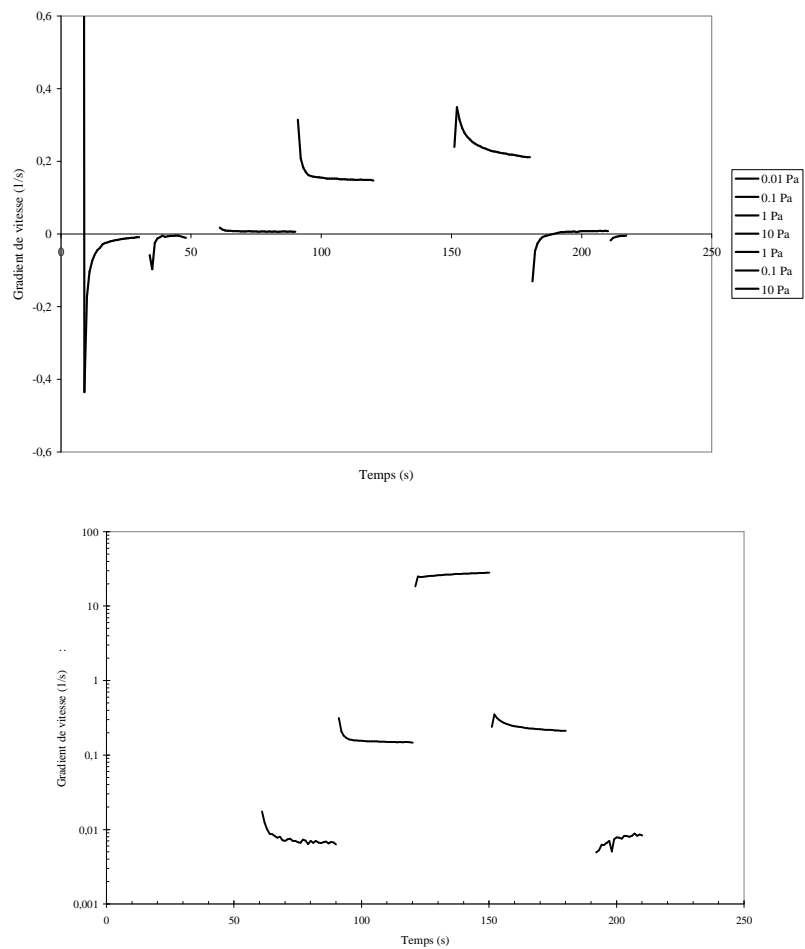 0,6
0,4
0,2
0
-0,2
-0,4
-0,6
0 50 100 150 200 250
Gradient de vitesse (1/s)
Temps (s)
0.01 Pa
0.1 Pa
1 Pa
10 Pa
1 Pa
0.1 Pa
10 Pa
100
10
1
0,1
0,01
0,001
0 50 100 150 200 250
Gradient de vitesse (1/s) :
Temps (s)